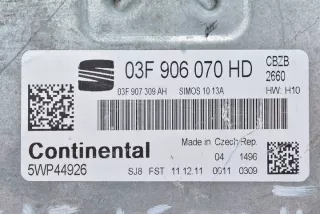 03F 906 070 HD
CBZB
2660
03F 907 309 AH SIMOS 10 13A HW: H10
Made in Czech Rep.
Continental 04 1496
5WP44926 SJ8 FST 11.12.11 0011 0309